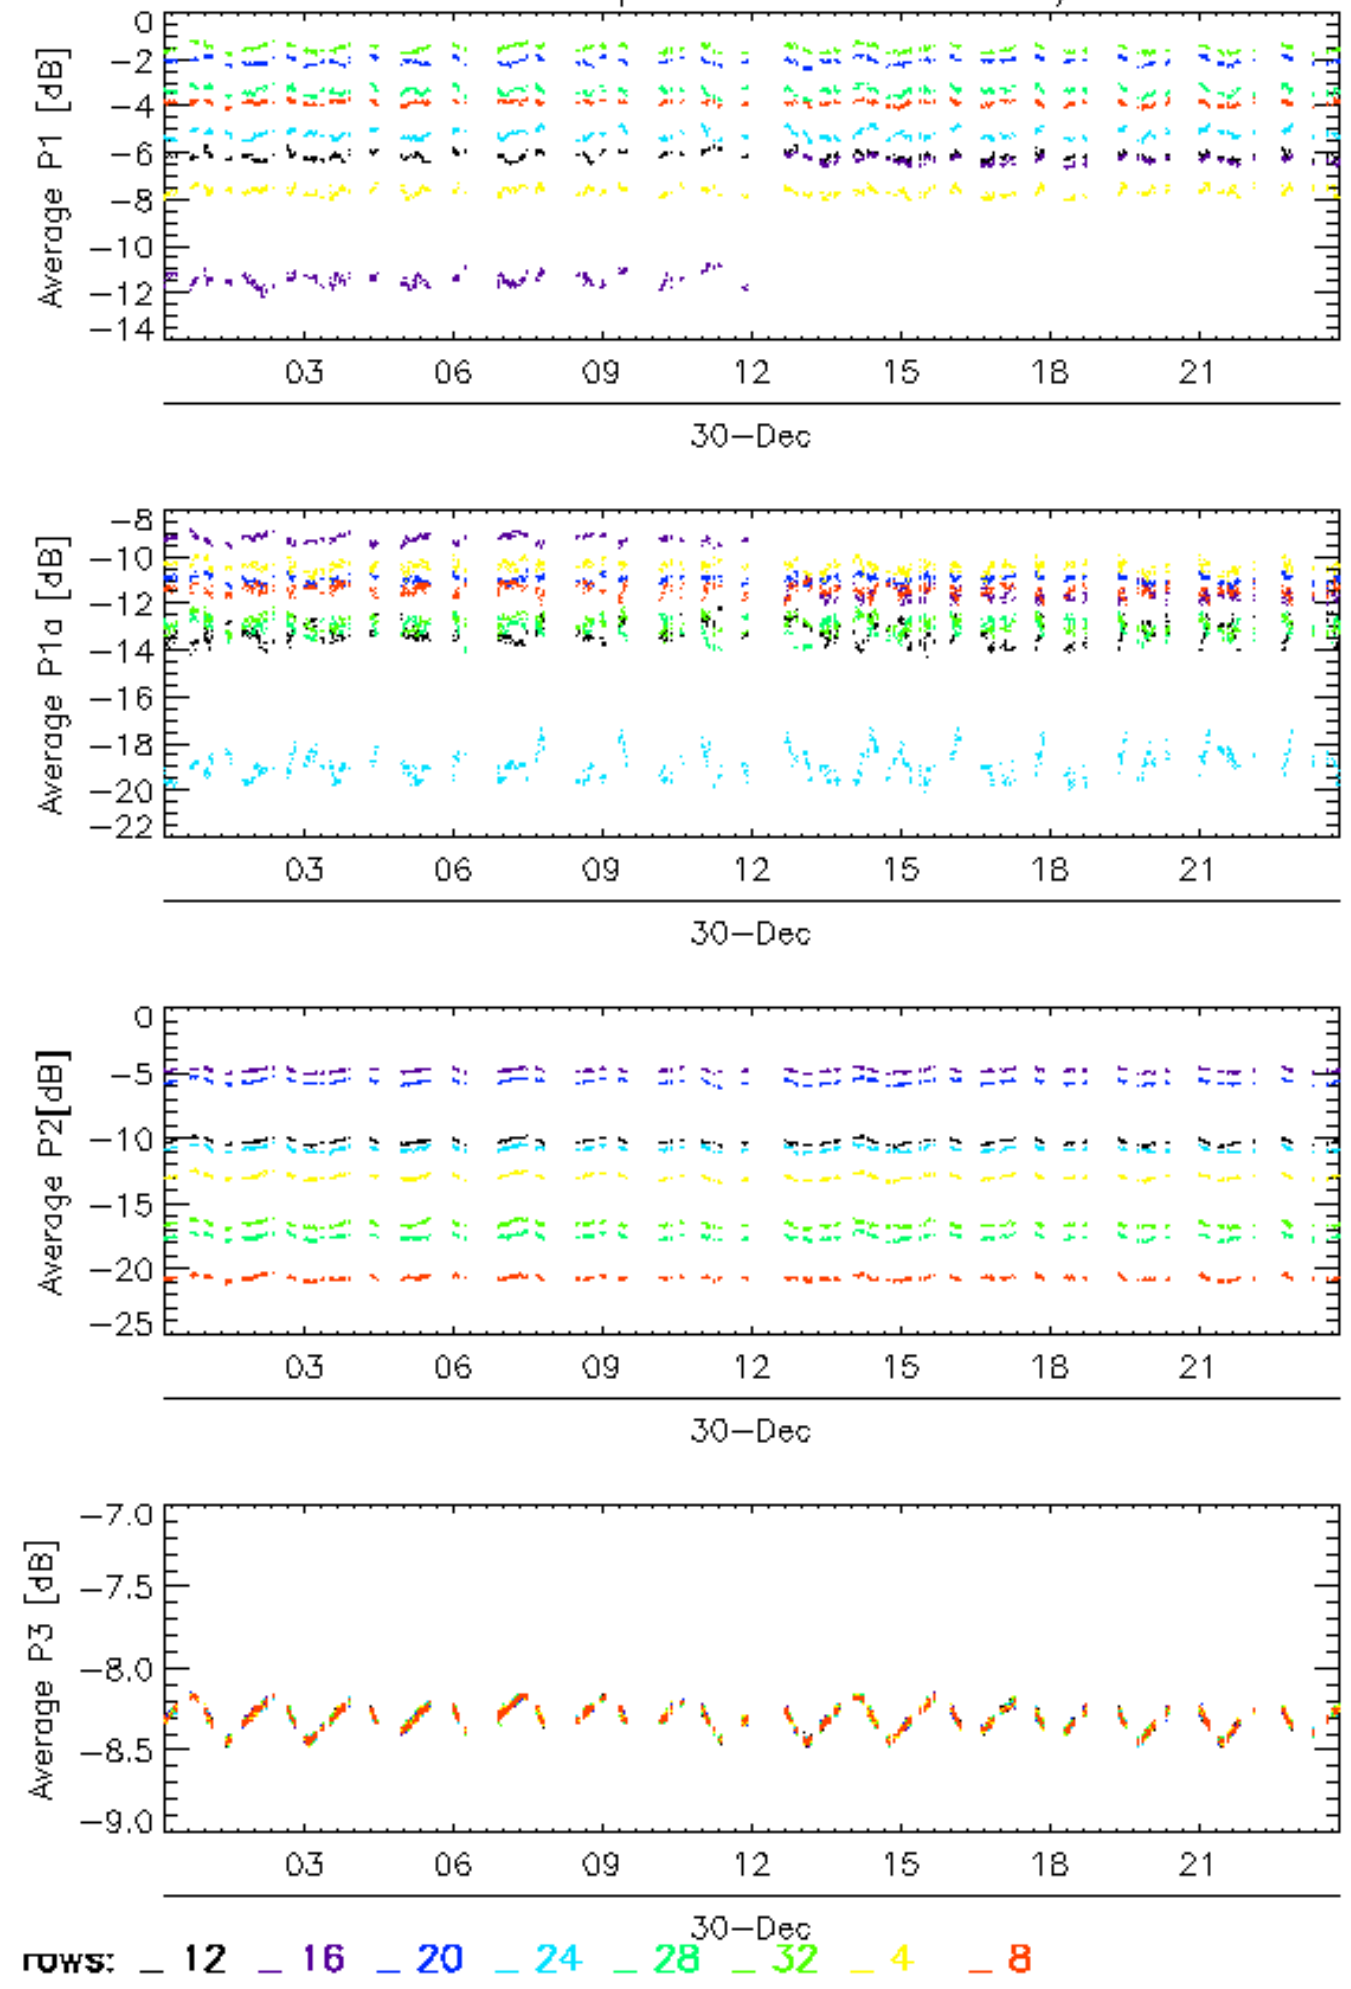 0
−2
−4
−6
−8
−10
−12
−14
Average P1 [dB]
03 06 09 12 15 18 21
30−Dec
−8
−10
−12
−14
−16
−18
−20
−22
Average P1a [dB]
03 06 09 12 15 18 21
30−Dec
0
−5
−10
−15
−20
−25
Average P2[dB]
03 06 09 12 15 18 21
30−Dec
−7.0
−7.5
−8.0
−8.5
−9.0
Average P3 [dB]
03 06 09 12 15 18 21
30−Dec
rows: _ 12 _ 16 _ 20 _ 24 _ 28 _ 32 _ 4 _ 8